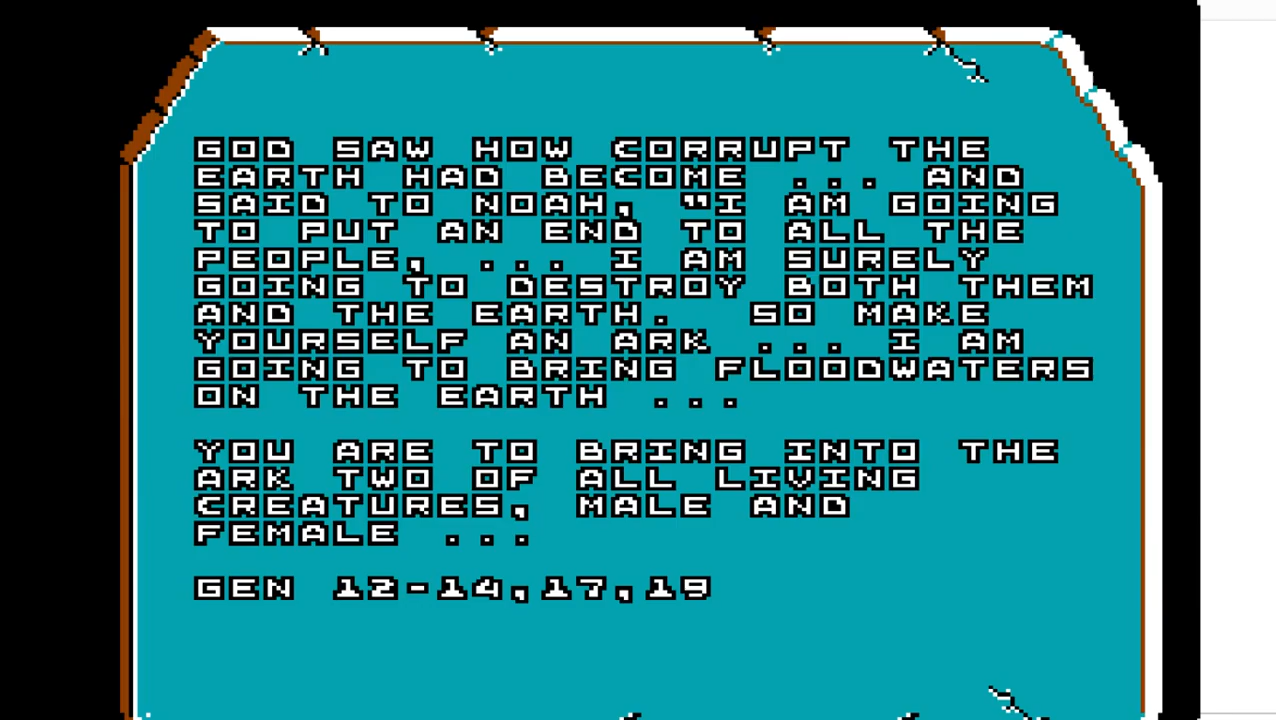 GOD SAW HOW CORRUPT THE
EARTH HAD BECOME ... AND
SAID TO NOAH, "I AM GOING
TO PUT AN END TO ALL THE
PEOPLE, ... I AM SURELY
GOING TO DESTROY BOTH THEM
AND THE EARTH. SO MAKE
YOURSELF AN ARK ... I AM
GOING TO BRING FLOODWATERS
ON THE EARTH ...
YOU ARE TO BRING INTO THE
ARK TWO OF ALL LIVING
CREATURES, MALE AND
FEMALE ...
GEN 12-14,17,19